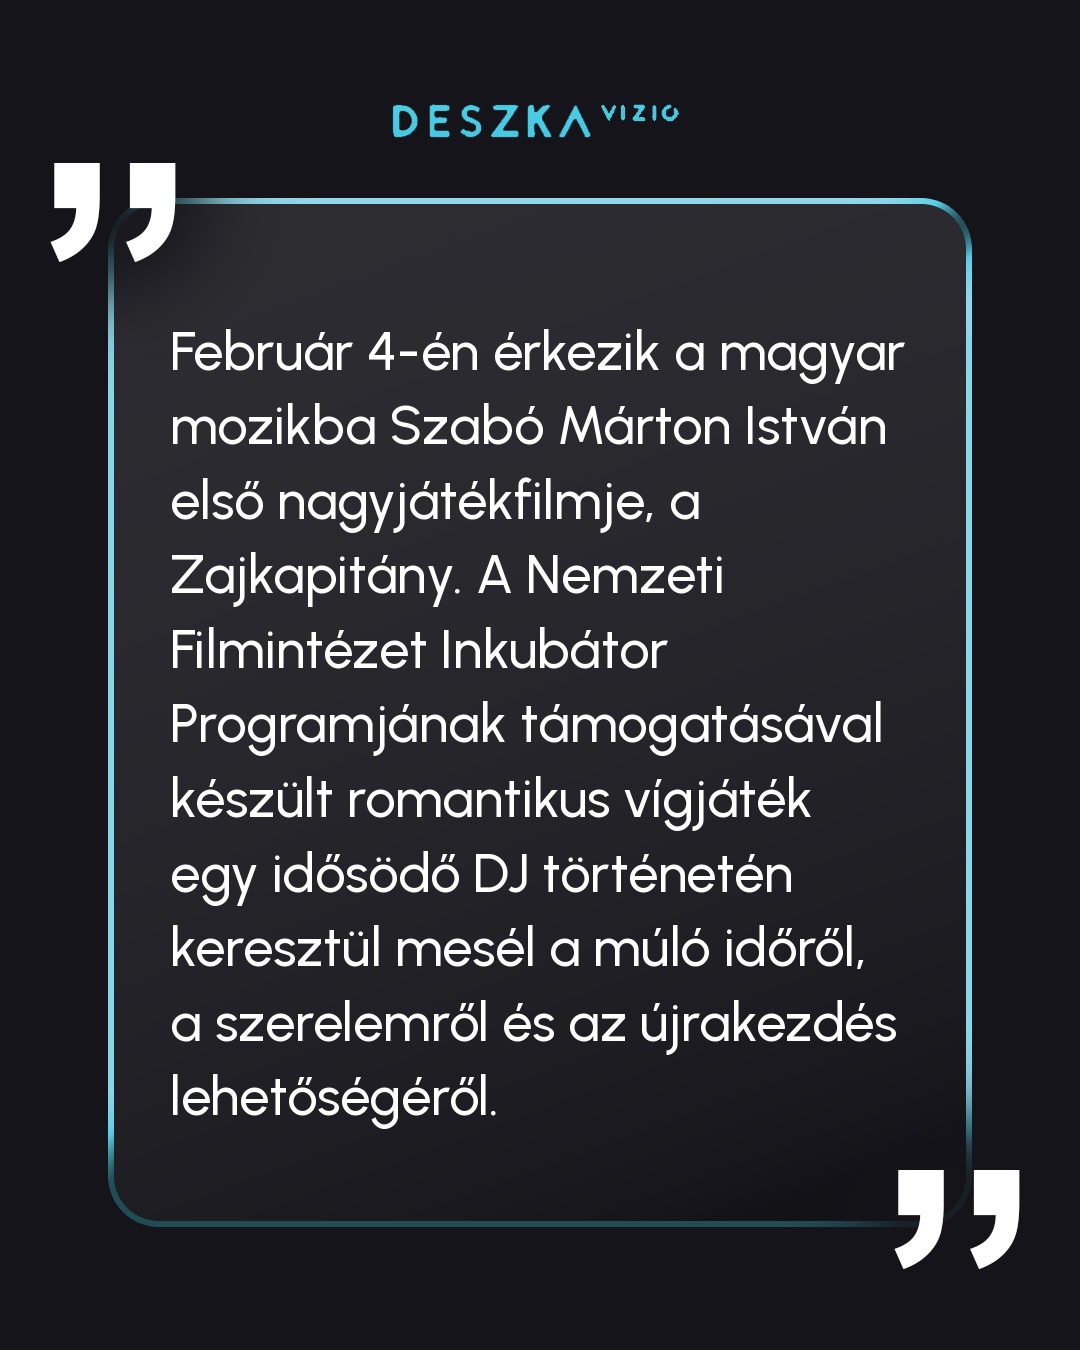 DESZKA VIZIO
”
Február 4-én érkezik a magyar
mozikba Szabó Márton István
első nagyjátékfilmje, a
Zajkapitány. A Nemzeti
Filmintézet Inkubátor
Programjának támogatásával
készült romantikus vígjáték
egy idősödő DJ történetén
keresztül mesél a múló időről,
a szerelemről és az újrakezdés
lehetőségéről.
”